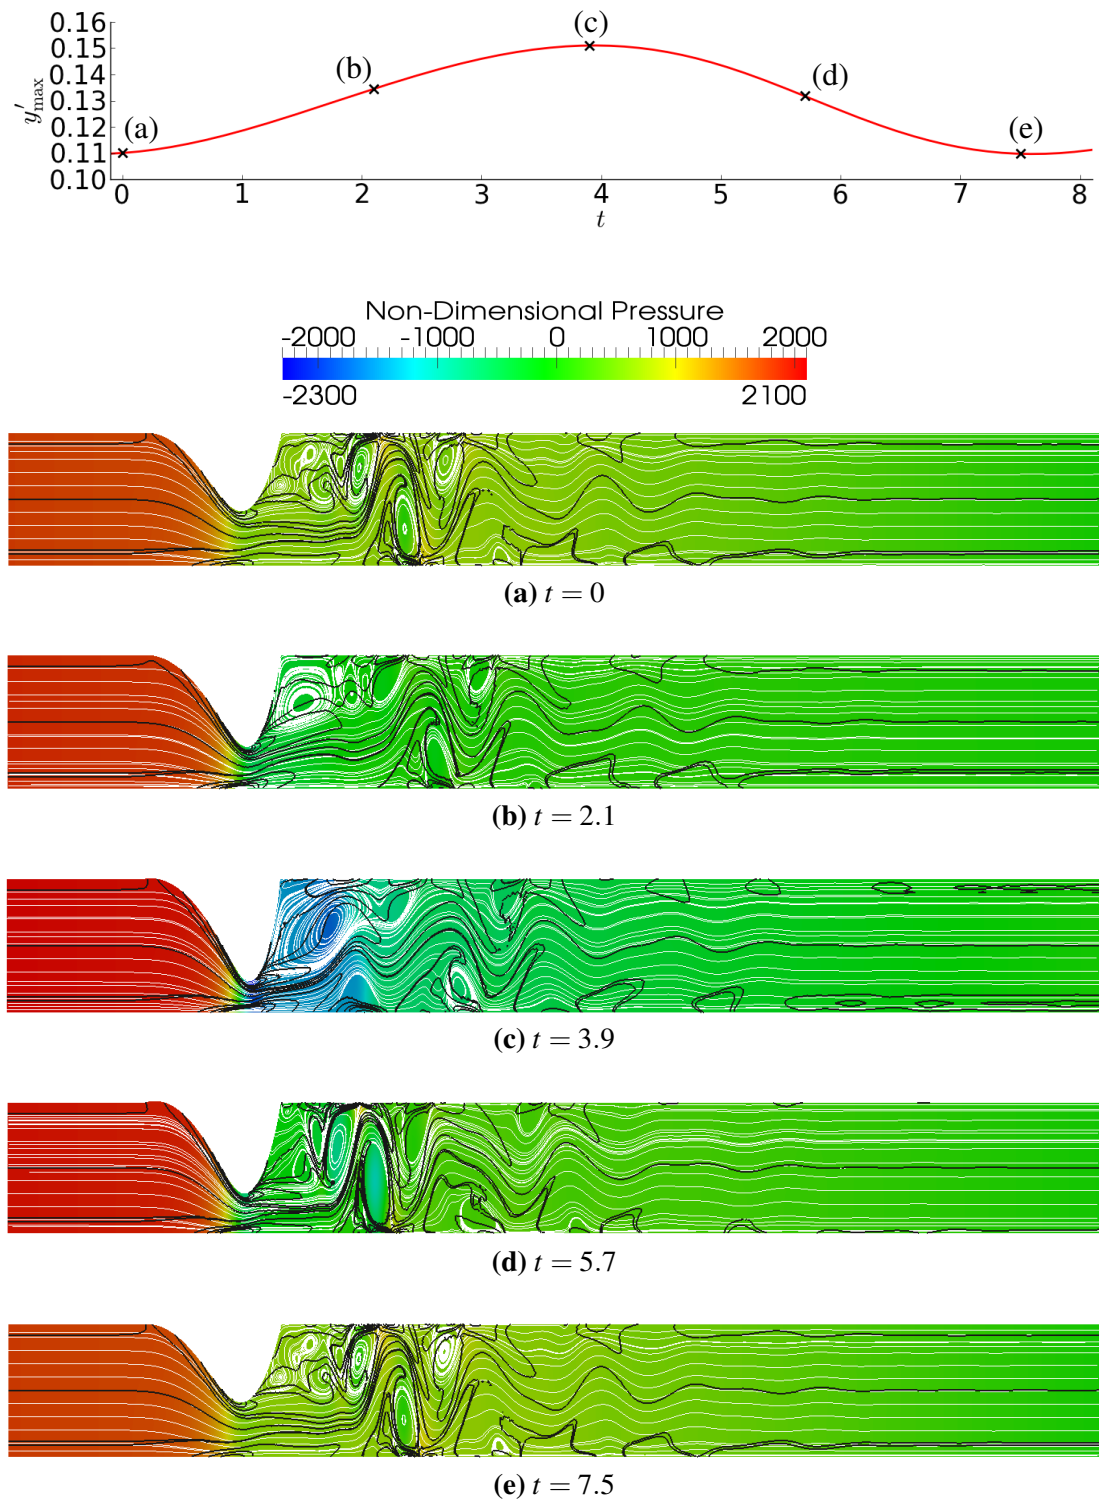 0.16
0.15
0.14
0.13
0.12
0.11
0.10
y′max
(a)
(b)
(c)
(d)
(e)
0 1 2 3 4 5 6 7 8
t
Non-Dimensional Pressure
-2000 -1000 0 1000 2000
-2300 2100
(a) t = 0
(b) t = 2.1
(c) t = 3.9
(d) t = 5.7
(e) t = 7.5